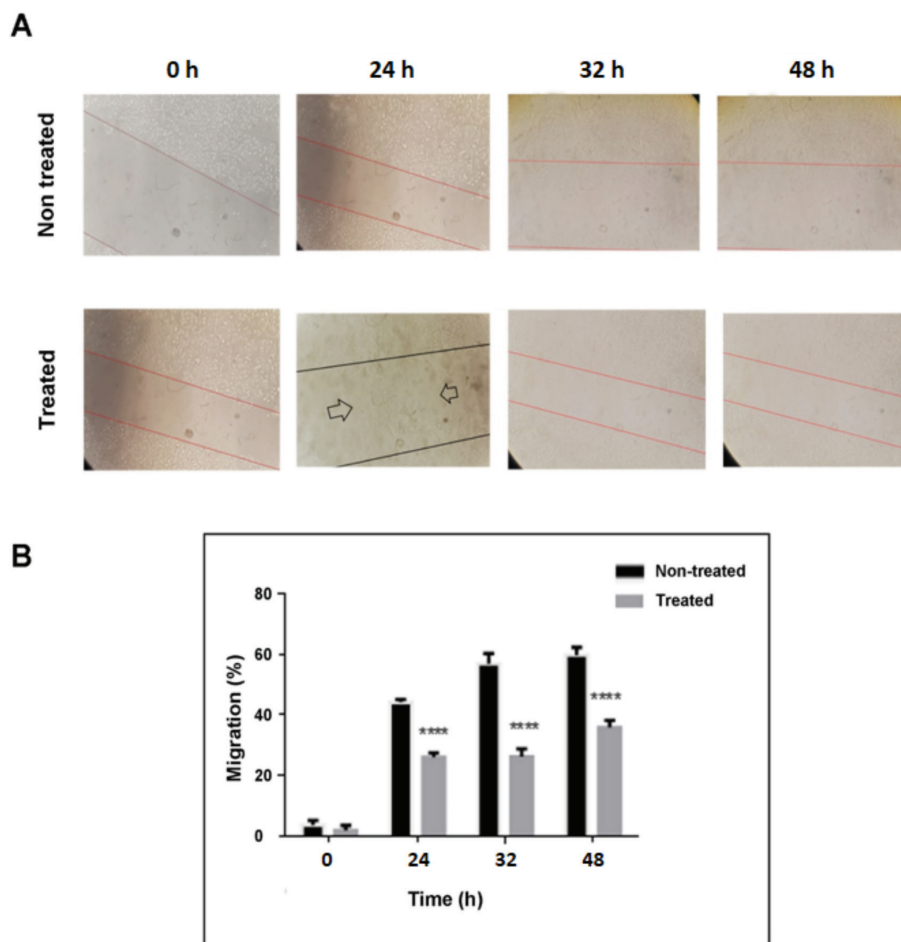 A
0 h 24 h 32 h 48 h
Non treated
Treated
B
Non-treated
Treated
80
60
40
20
0
Migration (%)
****
****
****
0 24 32 48
Time (h)